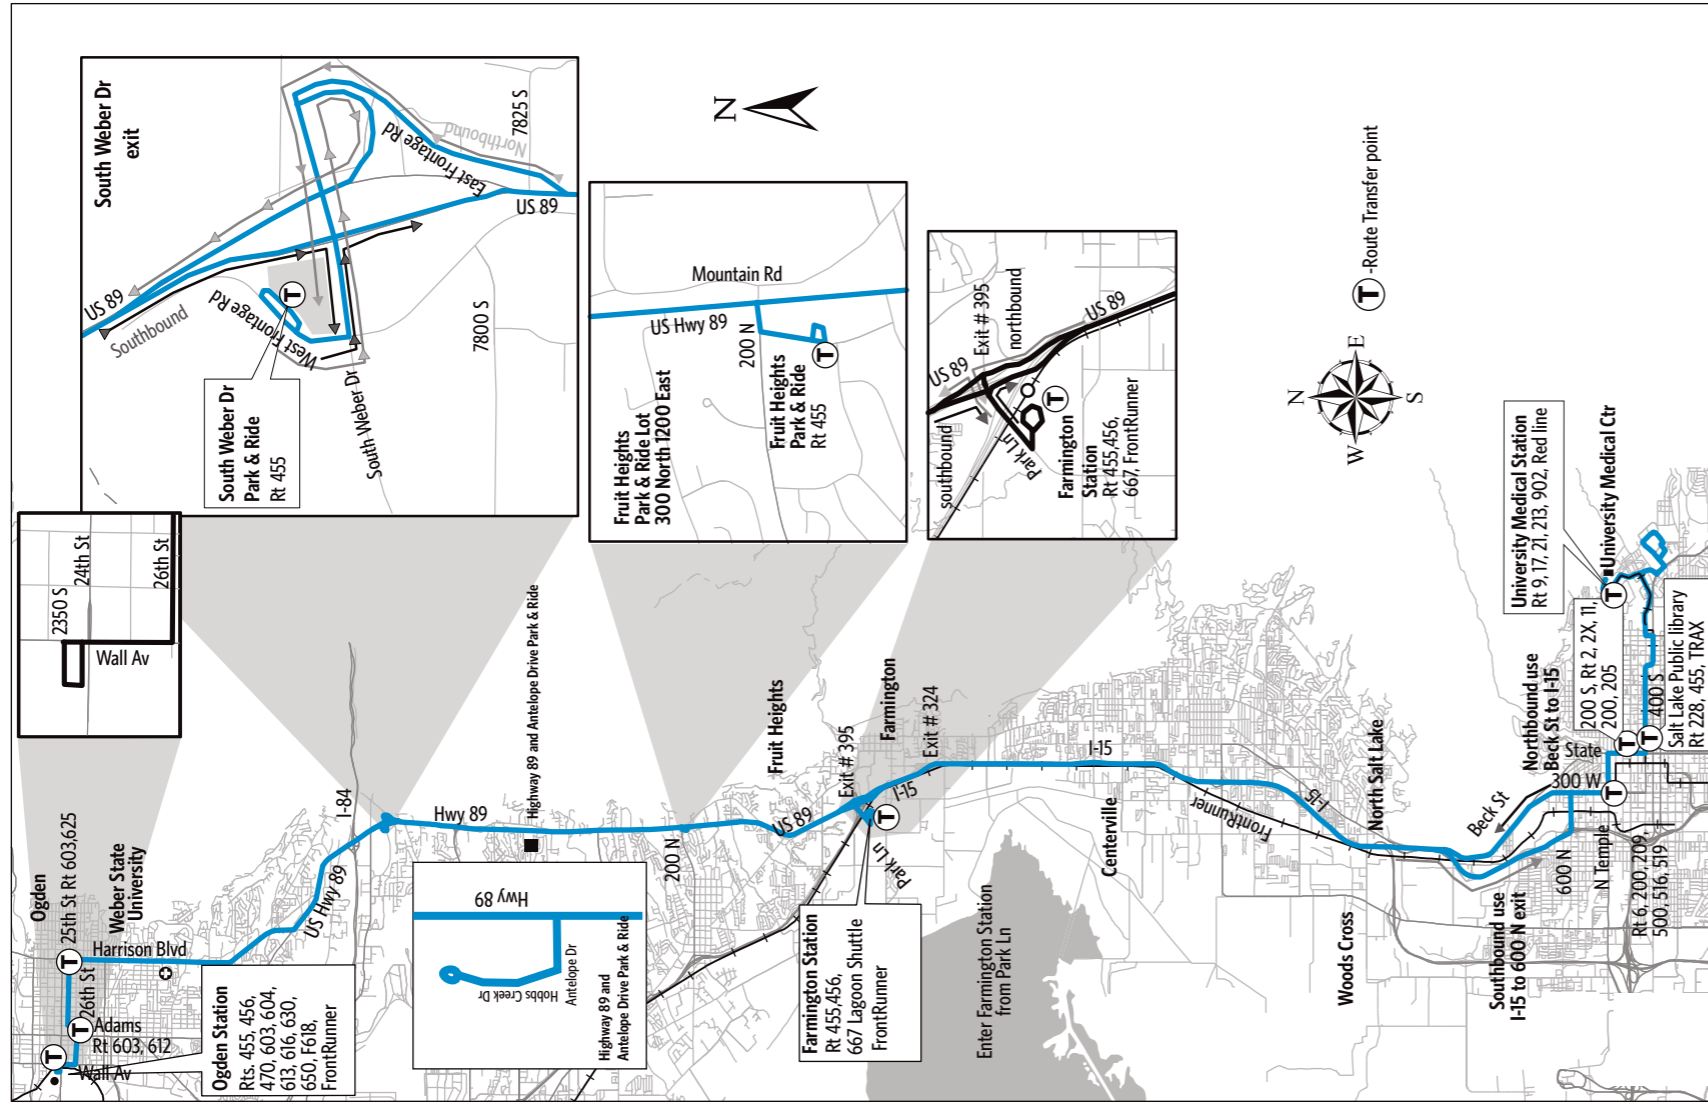 South Weber Dr
exit
US 89
Southbound
West Frontage Rd
South Weber Dr
Park & Ride
Rt 455
South Weber Dr
7800 S
East Frontage Rd
Northbound
7825 S
US 89
N
2350 S
24th St
26th St
Wall Av
Mountain Rd
US Hwy 89
200 N
Fruit Heights
Park & Ride Lot
300 North 1200 East
Fruit Heights
Park & Ride
Rt 455
T
T
southbound
US 89
Exit # 395
northbound
US 89
Park Ln
Farmington
Station
Rt 455,456,
667, FrontRunner
T
T
-Route Transfer point
N
E
S
W
Ogden
25th St Rt 603,625
Weber State
University
Harrison Blvd
26th St
Adams
Rt 603, 612
Wall Av
T
T
T
Ogden Station
Rts. 455, 456,
470, 603, 604,
613, 616, 630,
650, F618,
FrontRunner
US Hwy 89
I-84
Hwy 89
Highway 89 and Antelope Drive Park & Ride
Hwy 89
Hobbs Creek Dr
Antelope Dr
Highway 89 and
Antelope Drive Park & Ride
200 N
Fruit Heights
US 89
Exit # 395
Farmington
Exit # 324
I-15
Park Ln
T
Farmington Station
Rt 455,456,
667 Lagoon Shuttle
FrontRunner
Enter Farmington Station
from Park Ln
I-15
Centerville
FrontRunner
I-15
North Salt Lake
Woods Cross
Beck St
Northbound use
Beck St to I-15
Southbound use
I-15 to 600 N exit
600 N
N Temple
Rt 6, 200, 209,
500, 516, 519
300 W
State
T
T
T
T
200 S, Rt 2, 2X, 11,
200, 205
400 S
Salt Lake Public library
Rt 228, 455, TRAX
University Medical Station
Rt 9, 17, 21, 213, 902, Red line
University Medical Ctr